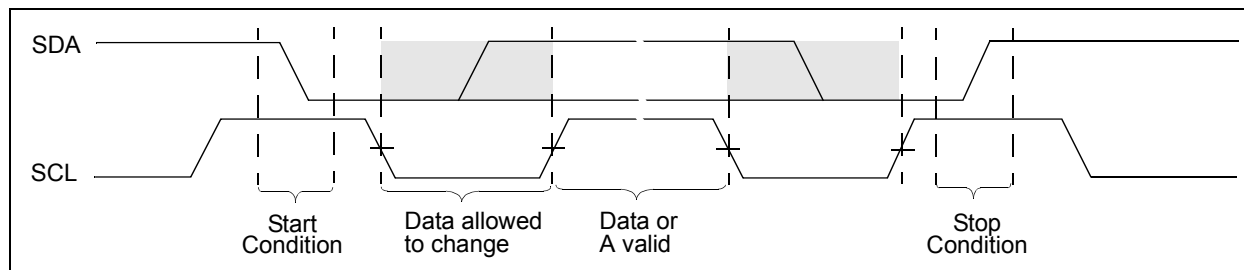 SDA
SCL
Start
Condition
Data allowed
to change
Data or
A valid
Stop
Condition